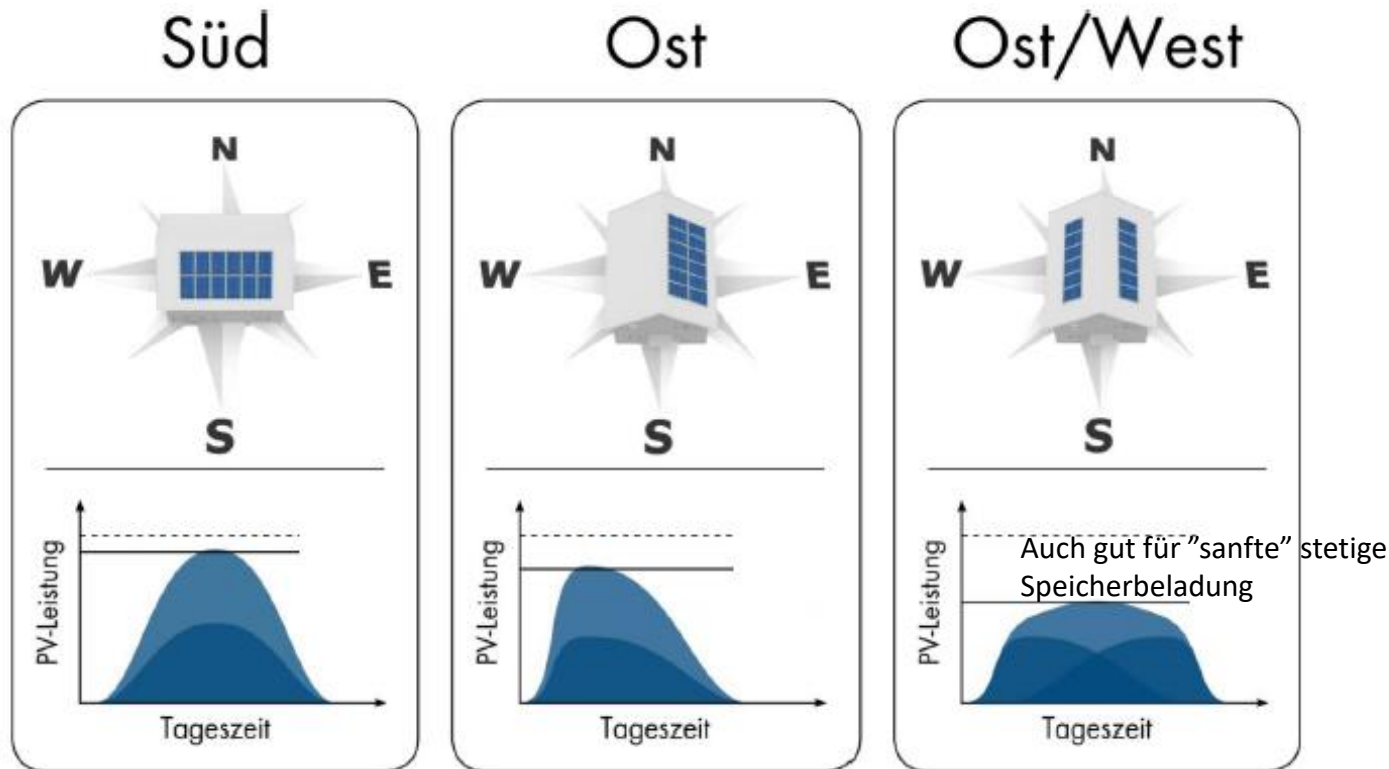 Süd
Ost
Ost/West
N
W
E
S
N
W
E
S
N
W
E
S
PV-Leistung
Tageszeit
PV-Leistung
Tageszeit
PV-Leistung
Auch gut für ”sanfte” stetige
Speicherbeladung
Tageszeit